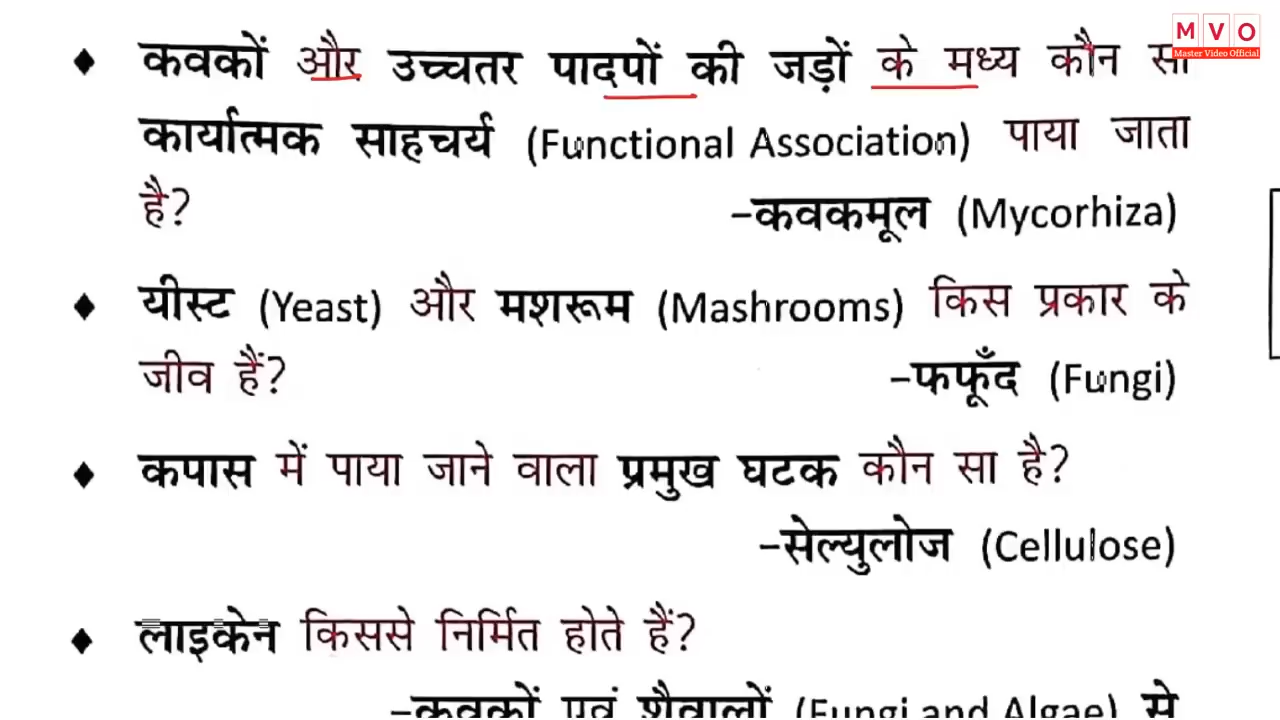 M V O
Master Video Official
♦ कवकों और उच्चतर पादपों की जड़ों के मध्य कौन सा
कार्यात्मक साहचर्य (Functional Association) पाया जाता
है? –कवकमूल (Mycorhiza)
♦ यीस्ट (Yeast) और मशरूम (Mashrooms) किस प्रकार के
जीव हैं? –फफूँद (Fungi)
♦ कपास में पाया जाने वाला प्रमुख घटक कौन सा है?
–सेल्युलोज (Cellulose)
♦ लाइकेन किससे निर्मित होते हैं?
–कवकों एवं शैवालों (Fungi and Algae) से